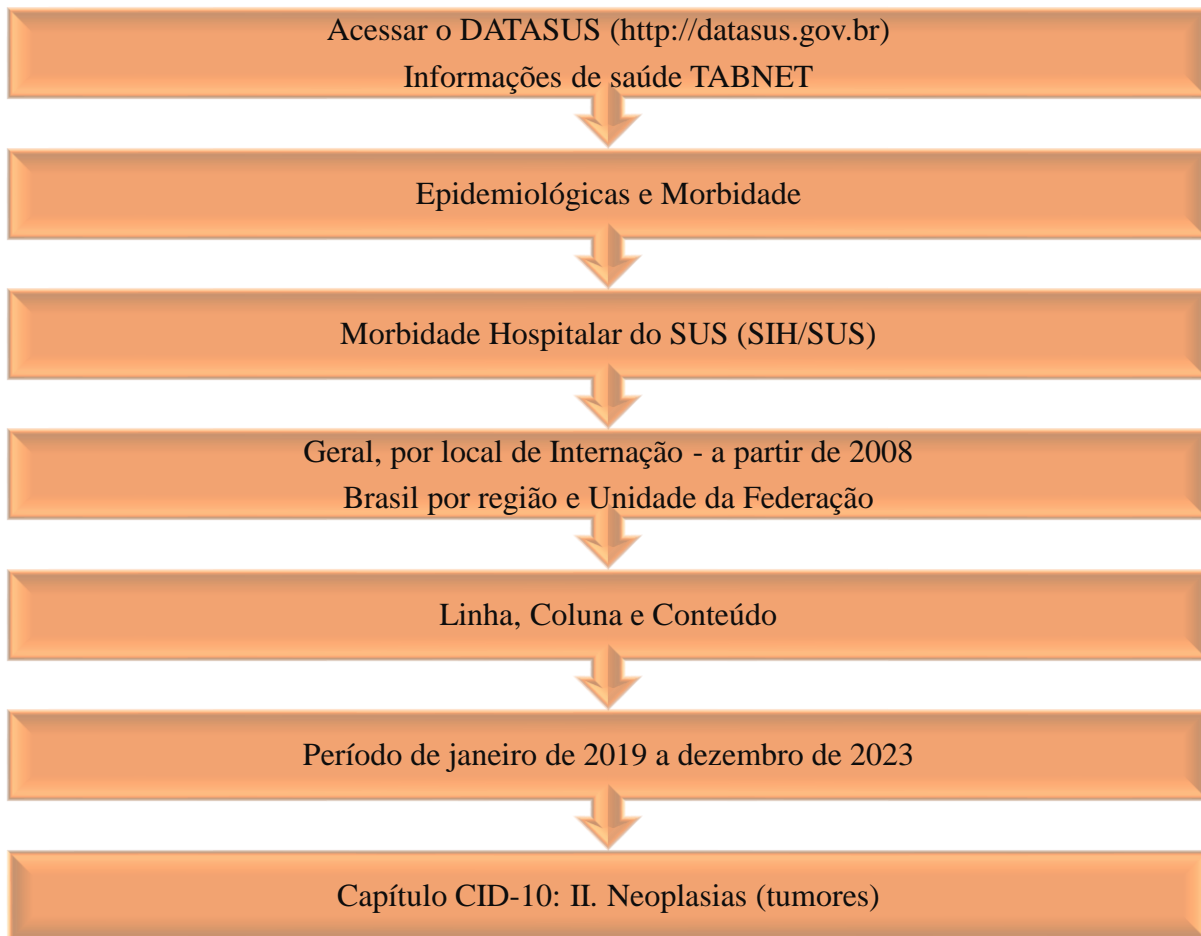 Acessar o DATASUS (http://datasus.gov.br)
Informações de saúde TABNET
Epidemiológicas e Morbidade
Morbidade Hospitalar do SUS (SIH/SUS)
Geral, por local de Internação - a partir de 2008
Brasil por região e Unidade da Federação
Linha, Coluna e Conteúdo
Período de janeiro de 2019 a dezembro de 2023
Capítulo CID-10: II. Neoplasias (tumores)